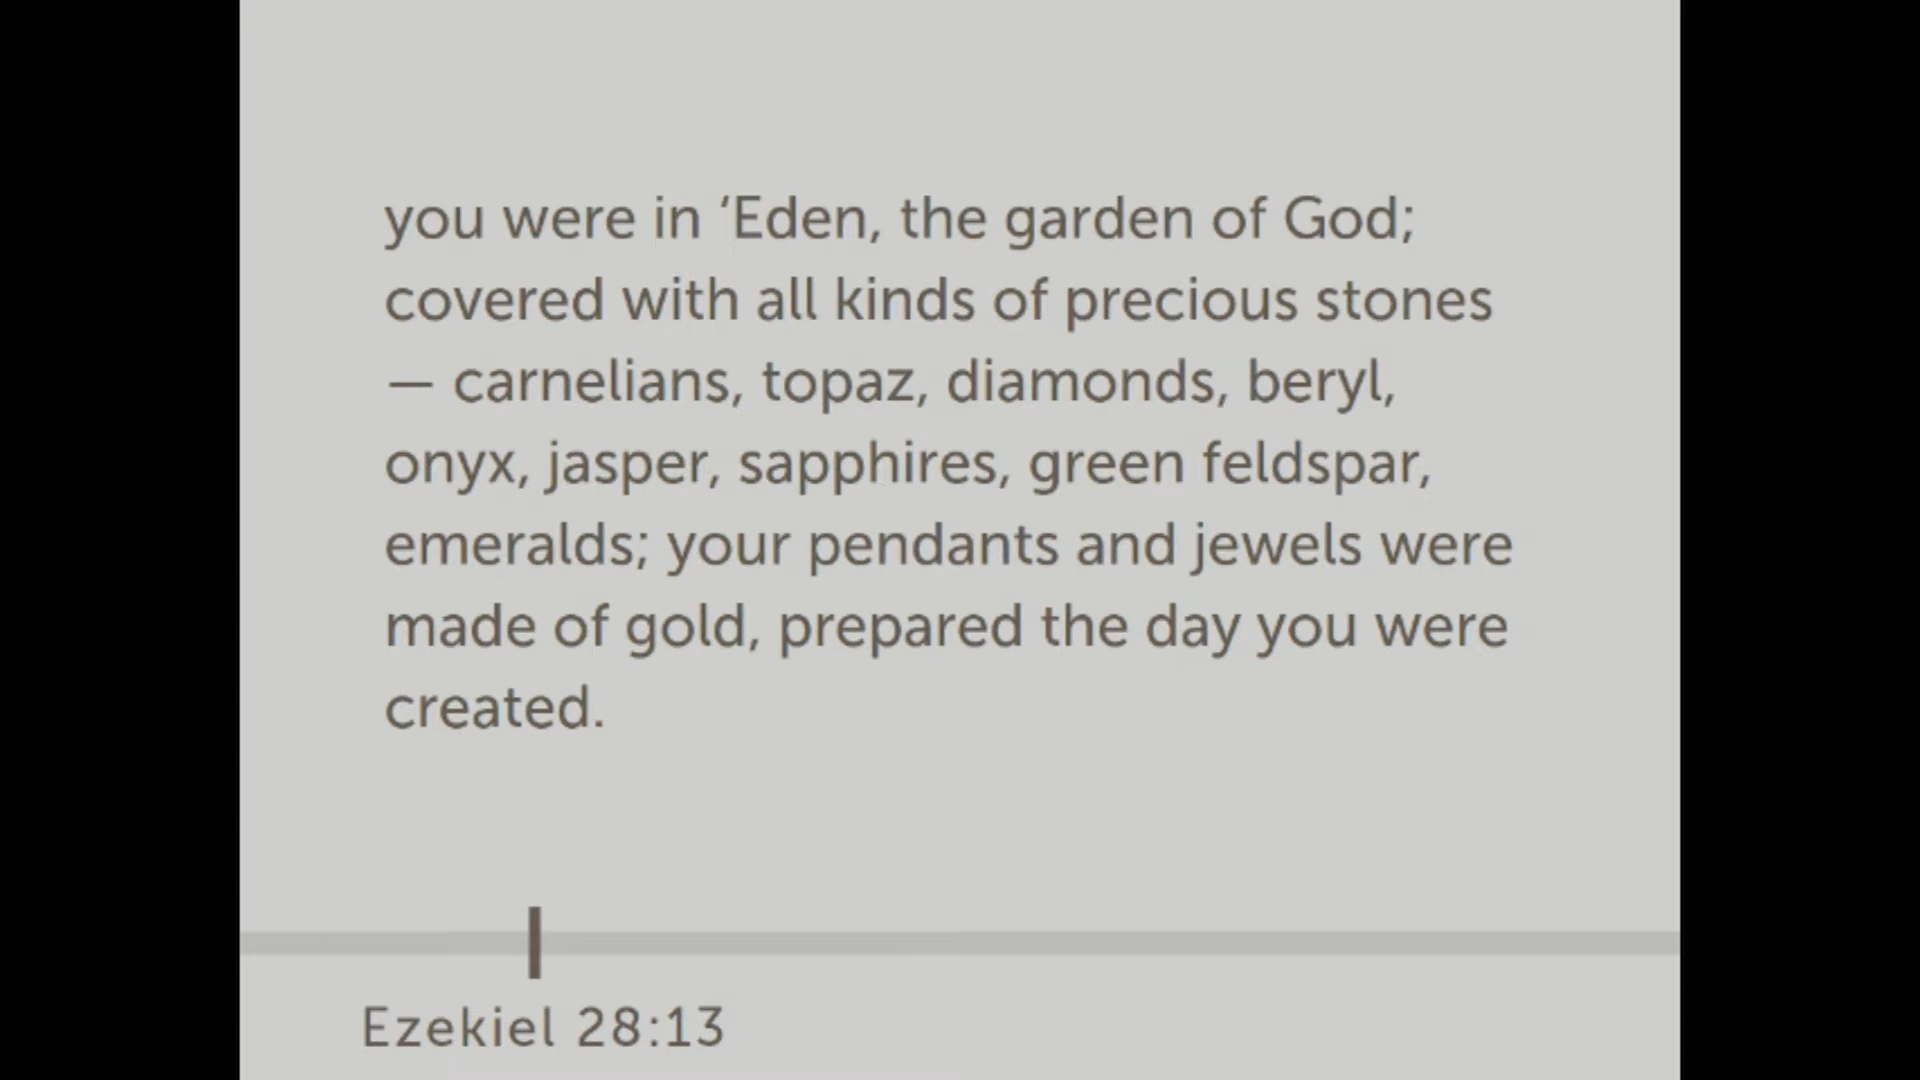 you were in ‘Eden, the garden of God;
covered with all kinds of precious stones
— carnelians, topaz, diamonds, beryl,
onyx, jasper, sapphires, green feldspar,
emeralds; your pendants and jewels were
made of gold, prepared the day you were
created.
Ezekiel 28:13